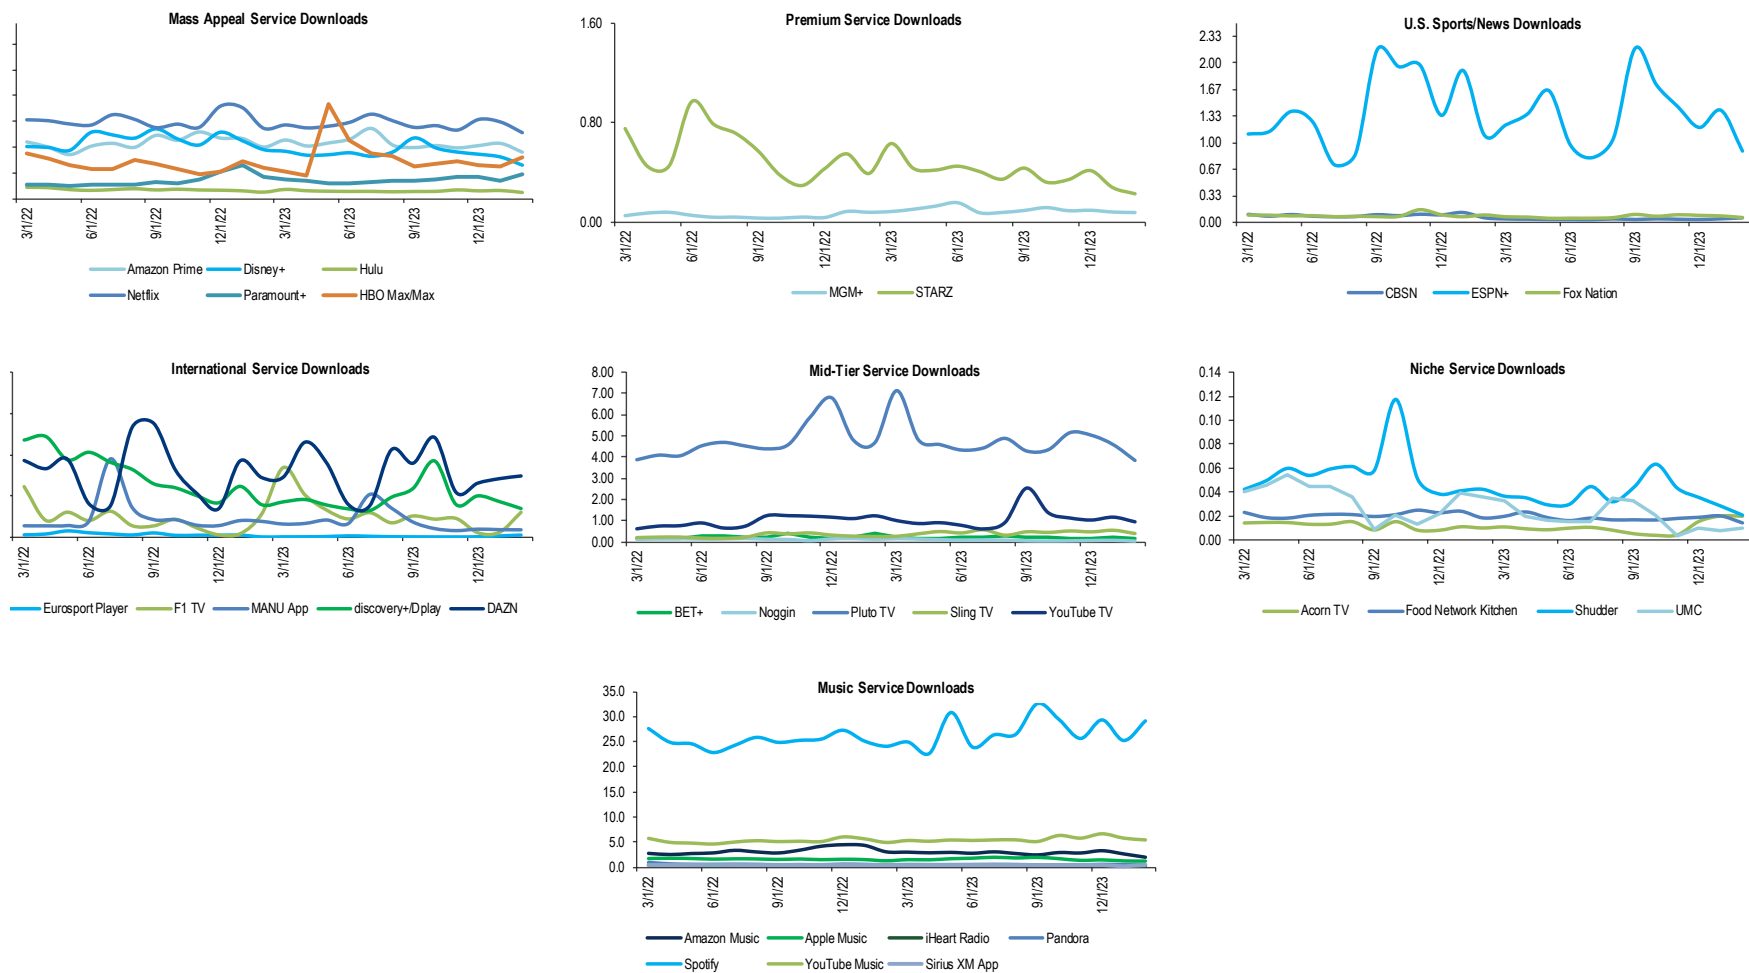 Mass Appeal Service Downloads
3/1/22
6/1/22
9/1/22
12/1/22
3/1/23
6/1/23
9/1/23
12/1/23
Amazon Prime
Disney+
Hulu
Netflix
Paramount+
HBO Max/Max
Premium Service Downloads
1.60
0.80
0.00
3/1/22
6/1/22
9/1/22
12/1/22
3/1/23
6/1/23
9/1/23
12/1/23
MGM+
STARZ
U.S. Sports/News Downloads
2.33
2.00
1.67
1.33
1.00
0.67
0.33
0.00
3/1/22
6/1/22
9/1/22
12/1/22
3/1/23
6/1/23
9/1/23
12/1/23
CBSN
ESPN+
Fox Nation
International Service Downloads
3/1/22
6/1/22
9/1/22
12/1/22
3/1/23
6/1/23
9/1/23
12/1/23
Eurosport Player
F1 TV
MANU App
discovery+/Dplay
DAZN
Mid-Tier Service Downloads
8.00
7.00
6.00
5.00
4.00
3.00
2.00
1.00
0.00
3/1/22
6/1/22
9/1/22
12/1/22
3/1/23
6/1/23
9/1/23
12/1/23
BET+
Noggin
Pluto TV
Sling TV
YouTube TV
Niche Service Downloads
0.14
0.12
0.10
0.08
0.06
0.04
0.02
0.00
3/1/22
6/1/22
9/1/22
12/1/22
3/1/23
6/1/23
9/1/23
12/1/23
Acorn TV
Food Network Kitchen
Shudder
UMC
Music Service Downloads
35.0
30.0
25.0
20.0
15.0
10.0
5.0
0.0
3/1/22
6/1/22
9/1/22
12/1/22
3/1/23
6/1/23
9/1/23
12/1/23
Amazon Music
Apple Music
iHeart Radio
Pandora
Spotify
YouTube Music
Sirius XM App